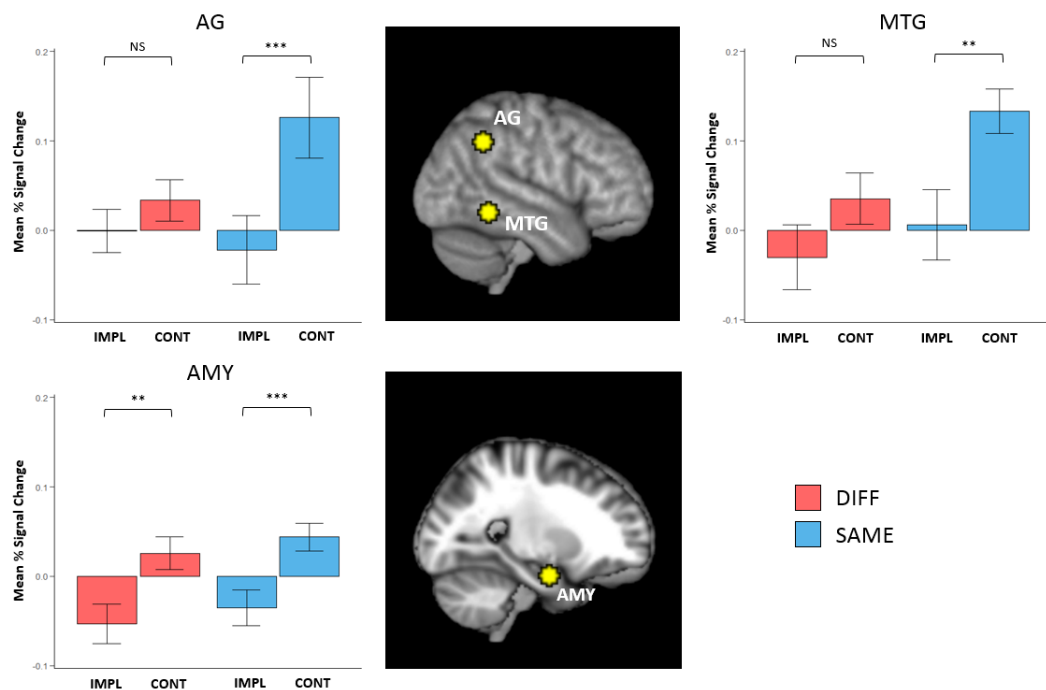 AG
Mean % Signal Change
0.2
0.1
0.0
-0.1
NS
***
IMPL CONT IMPL CONT
AG
MTG
MTG
Mean % Signal Change
0.2
0.1
0.0
-0.1
NS
**
IMPL CONT IMPL CONT
AMY
Mean % Signal Change
0.2
0.1
0.0
-0.1
**
***
IMPL CONT IMPL CONT
AMY
DIFF
SAME